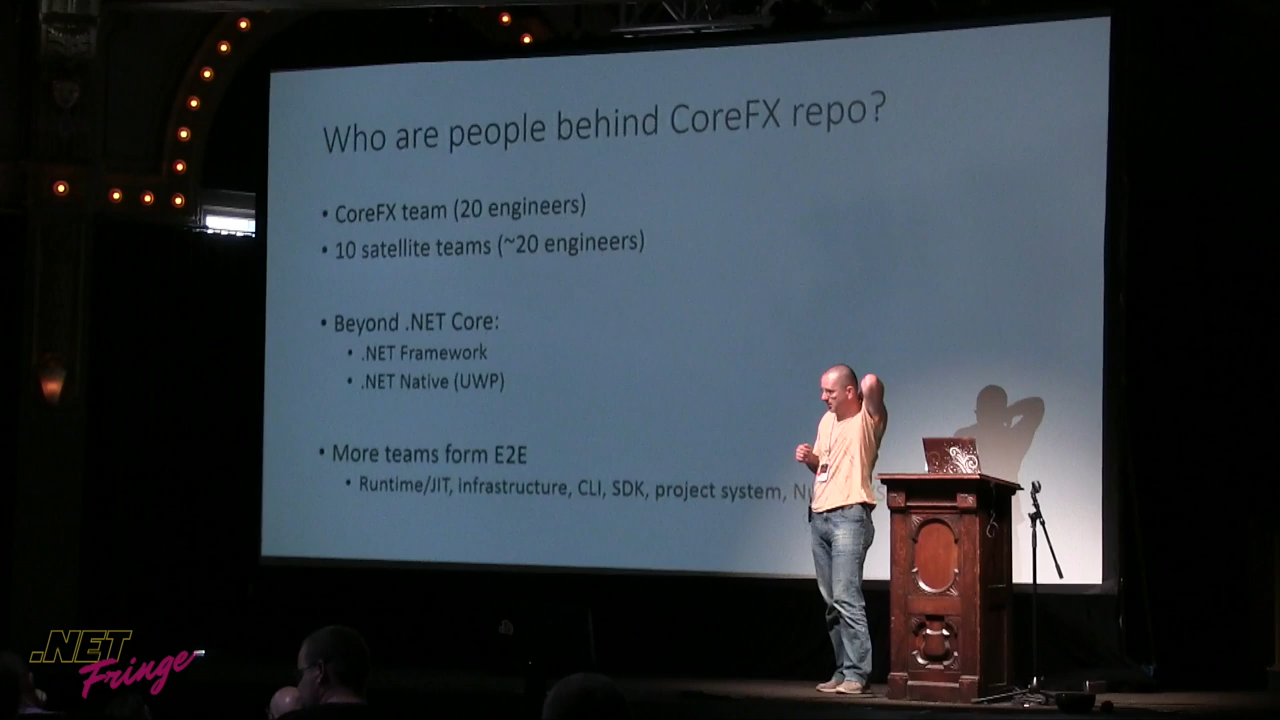 Who are people behind CoreFX repo?
• CoreFX team (20 engineers)
• 10 satellite teams (~20 engineers)
• Beyond .NET Core:
• .NET Framework
• .NET Native (UWP)
• More teams form E2E
• Runtime/JIT, infrastructure, CLI, SDK, project system,
.NET
Fringe